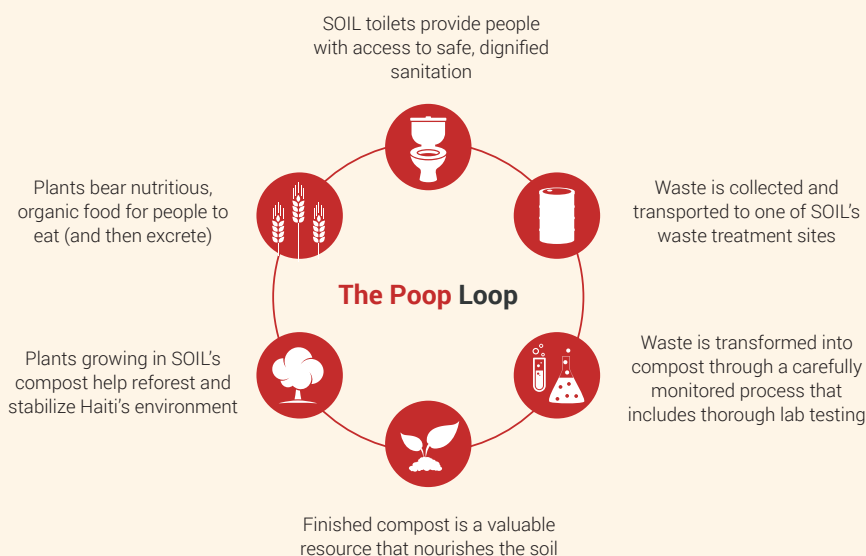 SOIL toilets provide people
with access to safe, dignified
sanitation
Waste is collected and
transported to one of SOIL's
waste treatment sites
Waste is transformed into
compost through a carefully
monitored process that
includes thorough lab testing
Finished compost is a valuable
resource that nourishes the soil
Plants growing in SOIL's
compost help reforest and
stabilize Haiti's environment
Plants bear nutritious,
organic food for people to
eat (and then excrete)
The Poop Loop